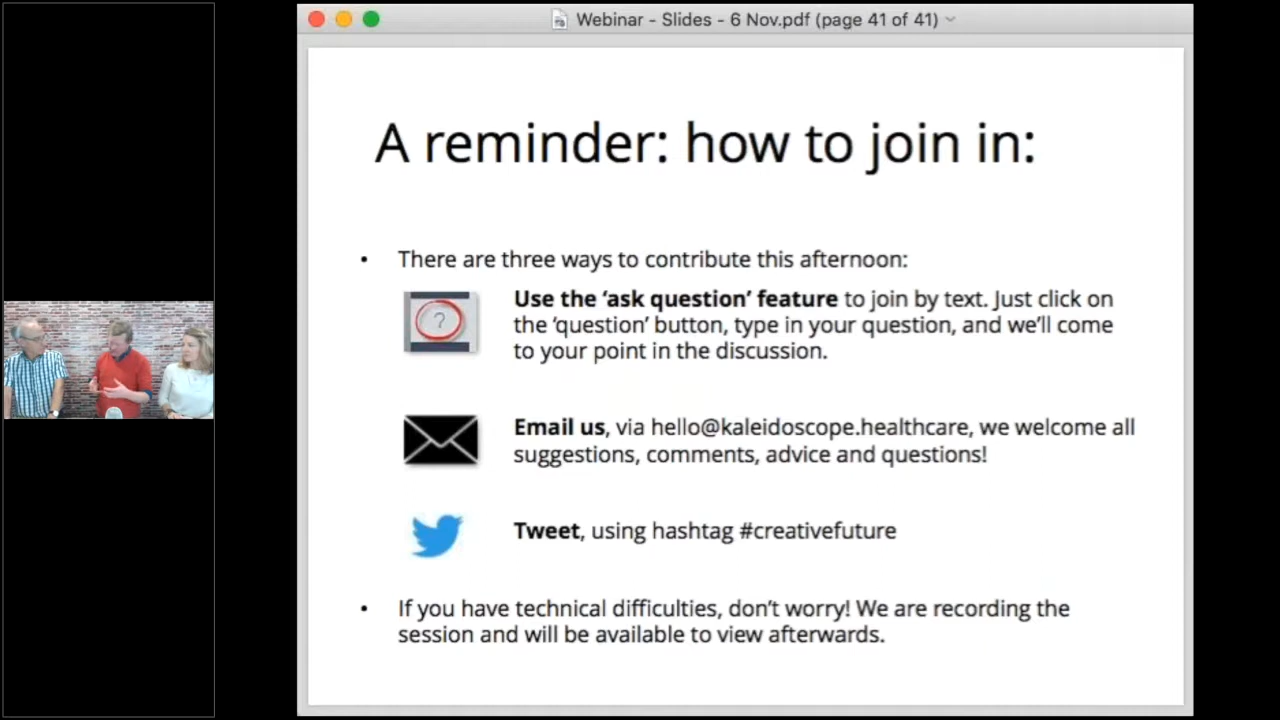 Webinar - Slides - 6 Nov.pdf (page 41 of 41)
A reminder: how to join in:
• There are three ways to contribute this afternoon:
?
Use the ‘ask question’ feature to join by text. Just click on
the ‘question’ button, type in your question, and we’ll come
to your point in the discussion.
Email us, via hello@kaleidoscope.healthcare, we welcome all
suggestions, comments, advice and questions!
Tweet, using hashtag #creativefuture
• If you have technical difficulties, don’t worry! We are recording the
session and will be available to view afterwards.